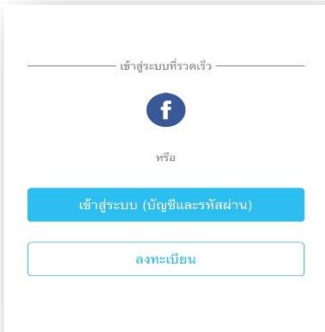 เข้าสู่ระบบที่รวดเร็ว
f
หรือ
เข้าสู่ระบบ (บัญชีและรหัสผ่าน)
ลงทะเบียน